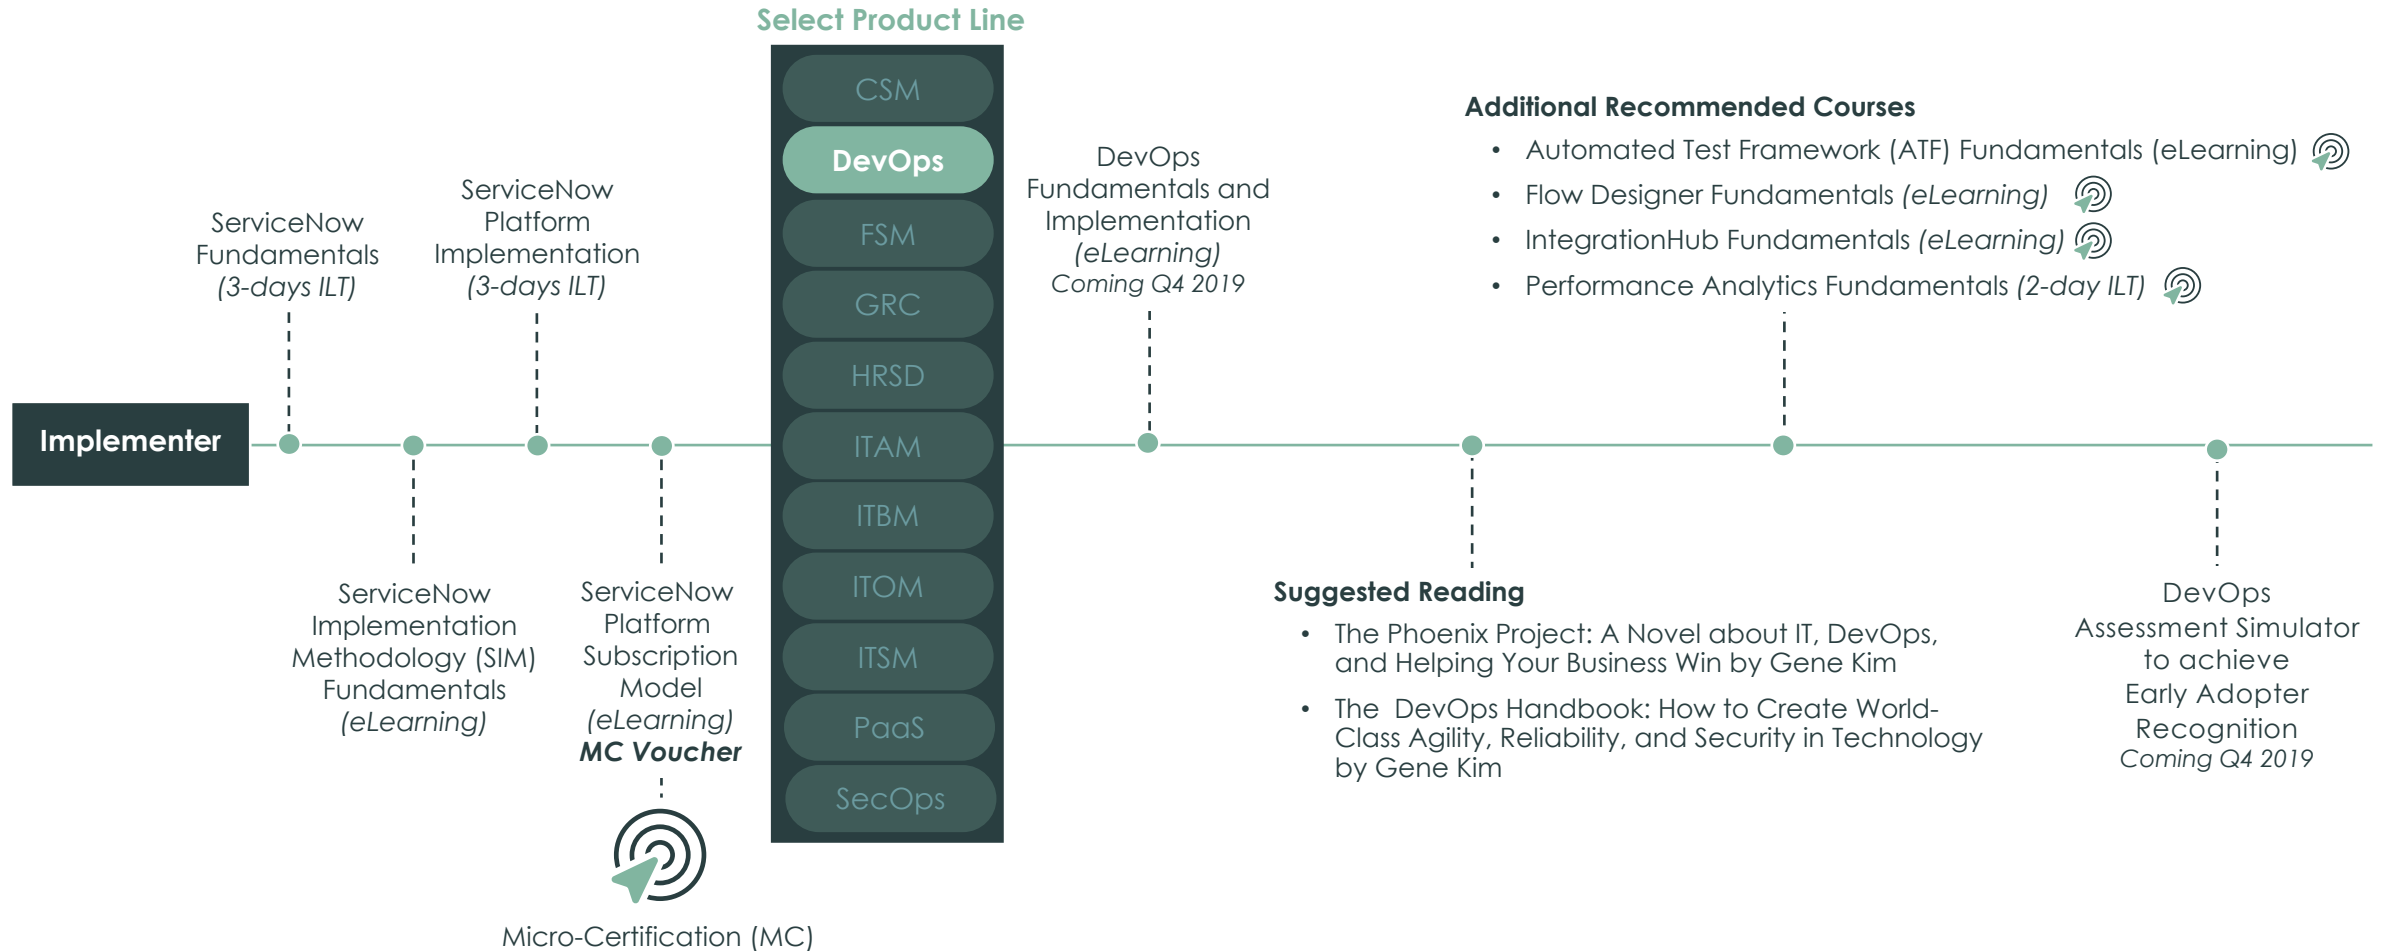 Select Product Line
CSM
DevOps
FSM
GRC
HRSD
ITAM
ITBM
ITOM
ITSM
PaaS
SecOps
Implementer
ServiceNow
Fundamentals
(3-days ILT)
ServiceNow
Implementation
Methodology (SIM)
Fundamentals
(eLearning)
ServiceNow
Platform
Implementation
(3-days ILT)
ServiceNow
Platform
Subscription
Model
(eLearning)
MC Voucher
Micro-Certification (MC)
DevOps
Fundamentals and
Implementation
(eLearning)
Coming Q4 2019
Suggested Reading
• The Phoenix Project: A Novel about IT, DevOps,
and Helping Your Business Win by Gene Kim
• The  DevOps Handbook: How to Create World-
Class Agility, Reliability, and Security in Technology
by Gene Kim
Additional Recommended Courses
• Automated Test Framework (ATF) Fundamentals (eLearning)
• Flow Designer Fundamentals (eLearning)
• IntegrationHub Fundamentals (eLearning)
• Performance Analytics Fundamentals (2-day ILT)
DevOps
Assessment Simulator
to achieve
Early Adopter
Recognition
Coming Q4 2019